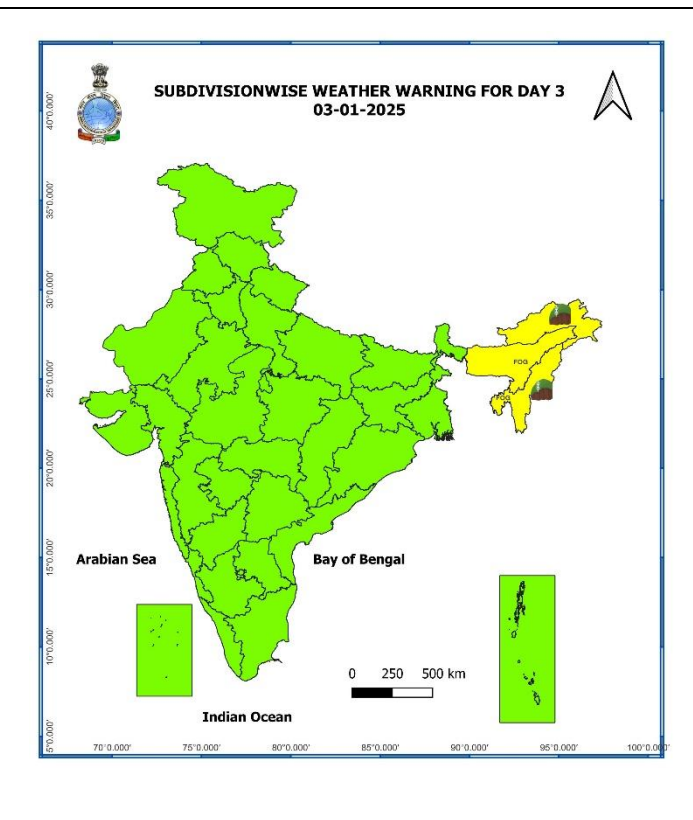 SUBDIVISIONWISE WEATHER WARNING FOR DAY 3
03-01-2025
40°0.000'
35°0.000'
30°0.000'
25°0.000'
20°0.000'
15°0.000'
10°0.000'
5°0.000'
FOG
FOG
Arabian Sea
Bay of Bengal
0 250 500 km
Indian Ocean
70°0.000' 75°0.000' 80°0.000' 85°0.000' 90°0.000' 95°0.000' 100°0.000'